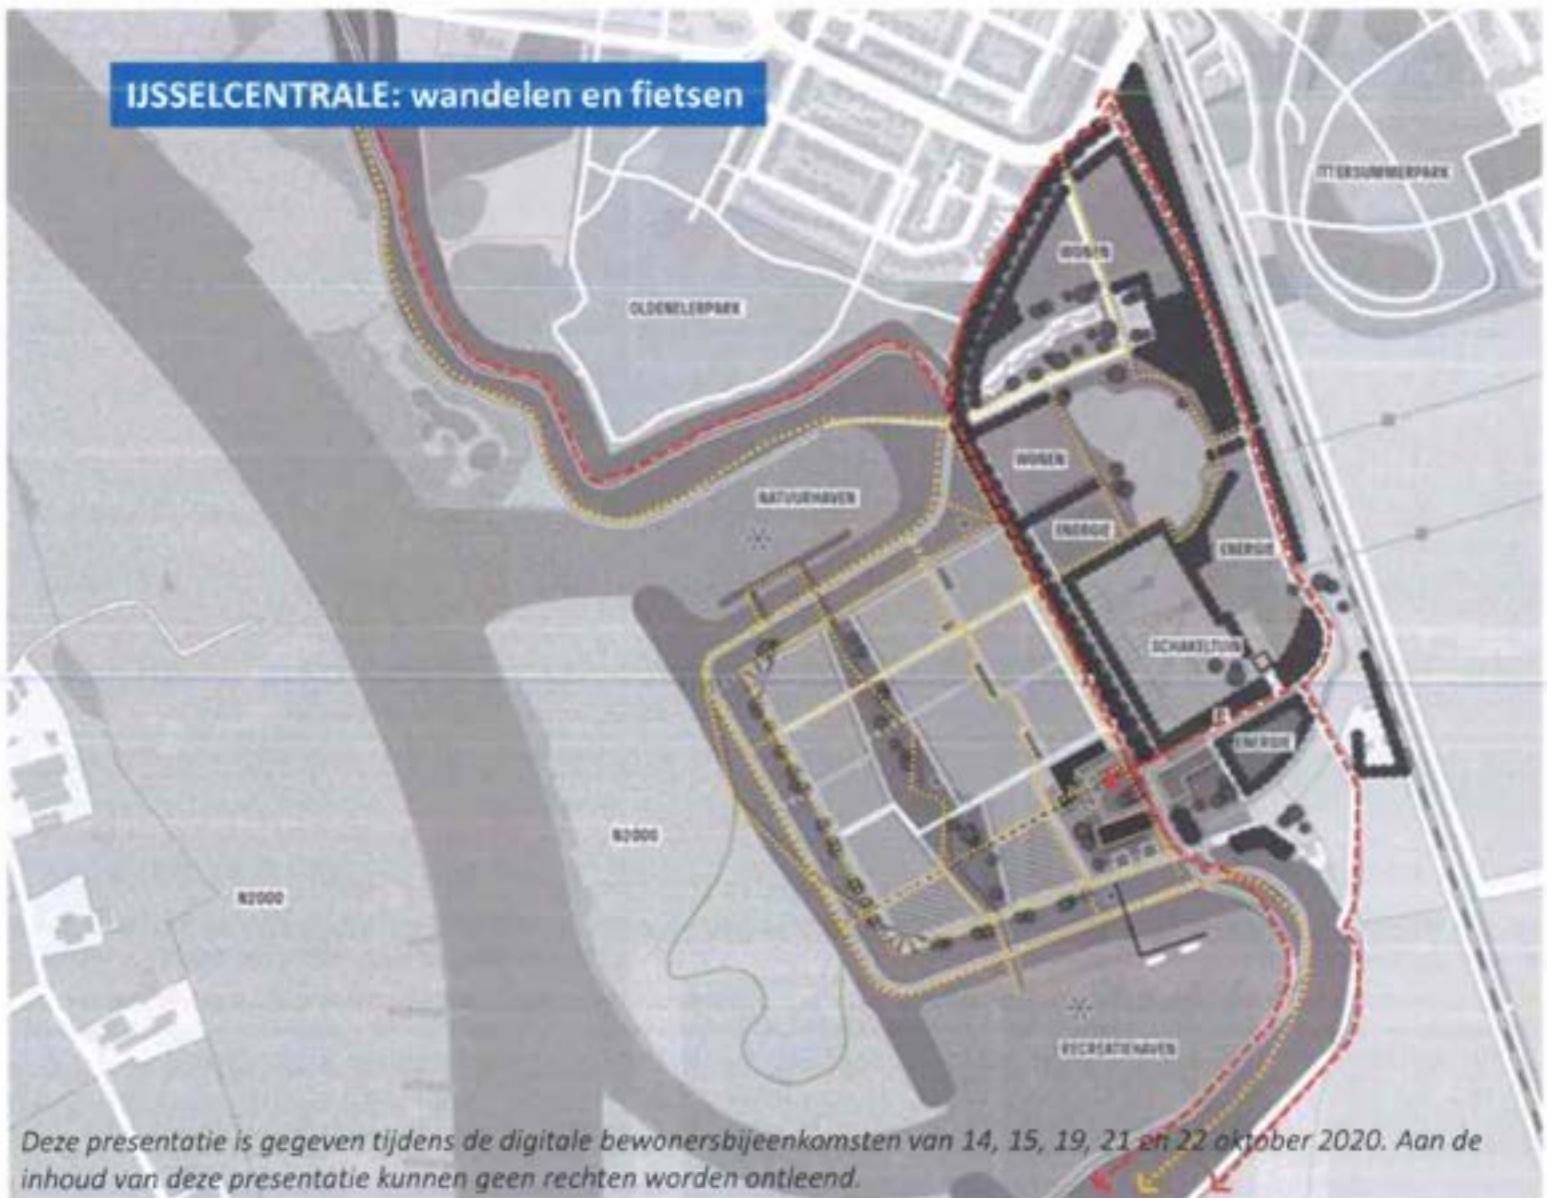 IJSSELCENTRALE: wandelen en fietsen
ITTERSUMMERPARK
WONEN
OLDENELERPARK
WONEN
NATUURHAVEN
ENERGIE
ENERGIE
SCHAKELTUIN
ENERGIE
N2000
N2000
RECREATIEHAVEN
Deze presentatie is gegeven tijdens de digitale bewonersbijeenkomsten van 14, 15, 19, 21 en 22 oktober 2020. Aan de
inhoud van deze presentatie kunnen geen rechten worden ontleend.